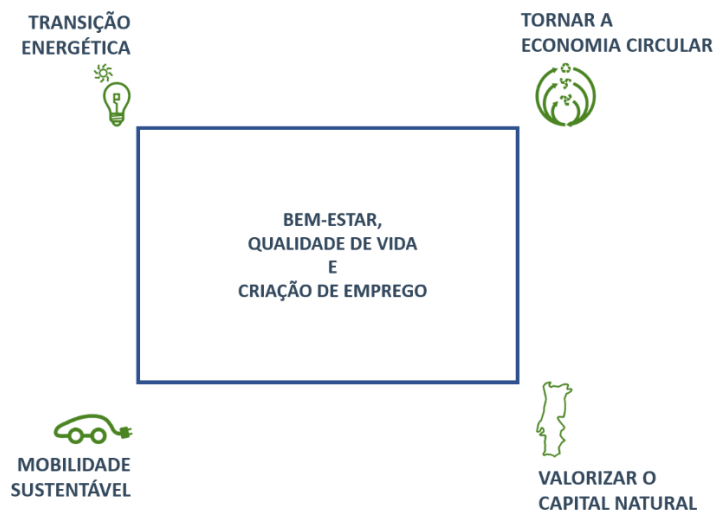 TRANSIÇÃO
ENERGÉTICA
TORNAR A
ECONOMIA CIRCULAR
BEM-ESTAR,
QUALIDADE DE VIDA
E
CRIAÇÃO DE EMPREGO
MOBILIDADE
SUSTENTÁVEL
VALORIZAR O
CAPITAL NATURAL